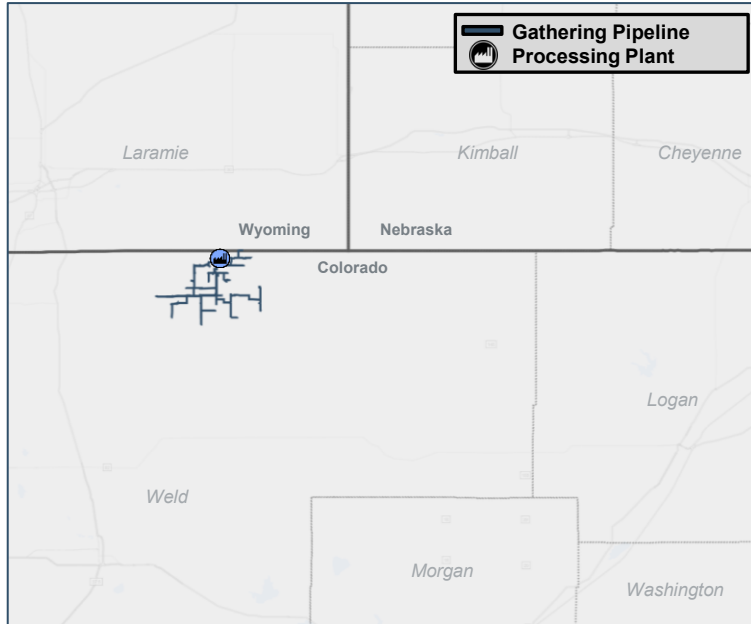 Gathering Pipeline
Processing Plant
Laramie
Kimball
Cheyenne
Wyoming
Nebraska
Colorado
Logan
Weld
Morgan
Washington